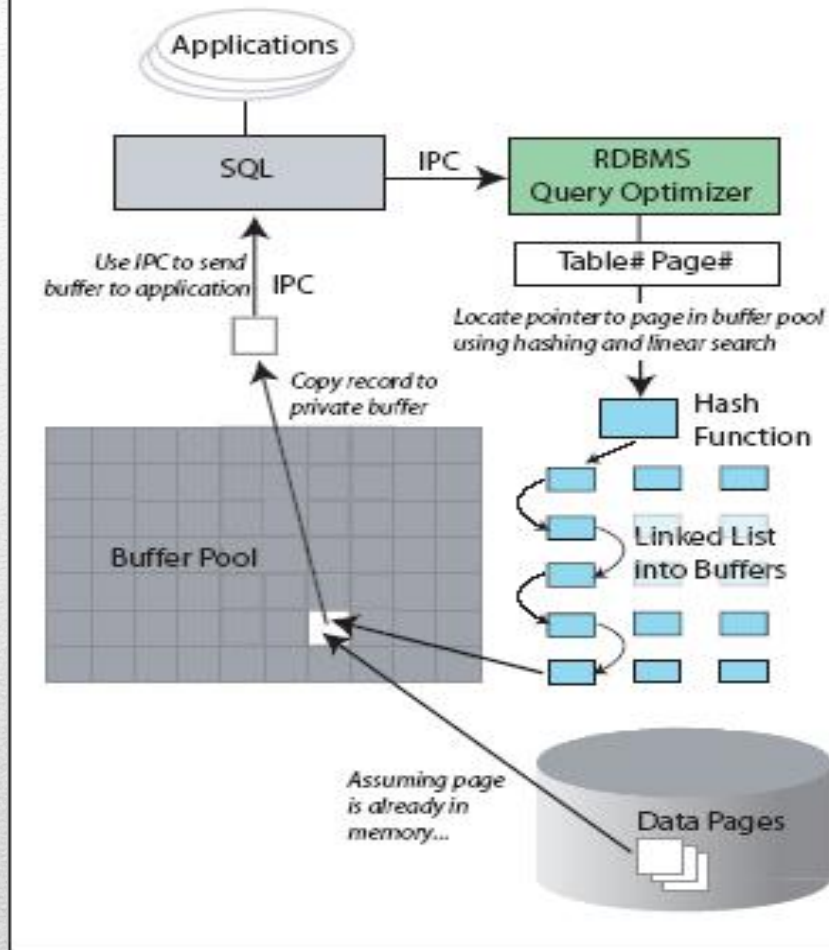 Applications
SQL
IPC
RDBMS
Query Optimizer
Use IPC to send
buffer to application
IPC
Table# Page#
Locate pointer to page in buffer pool
using hashing and linear search
Copy record to
private buffer
Hash
Function
Buffer Pool
Linked List
into Buffers
Assuming page
is already in
memory...
Data Pages